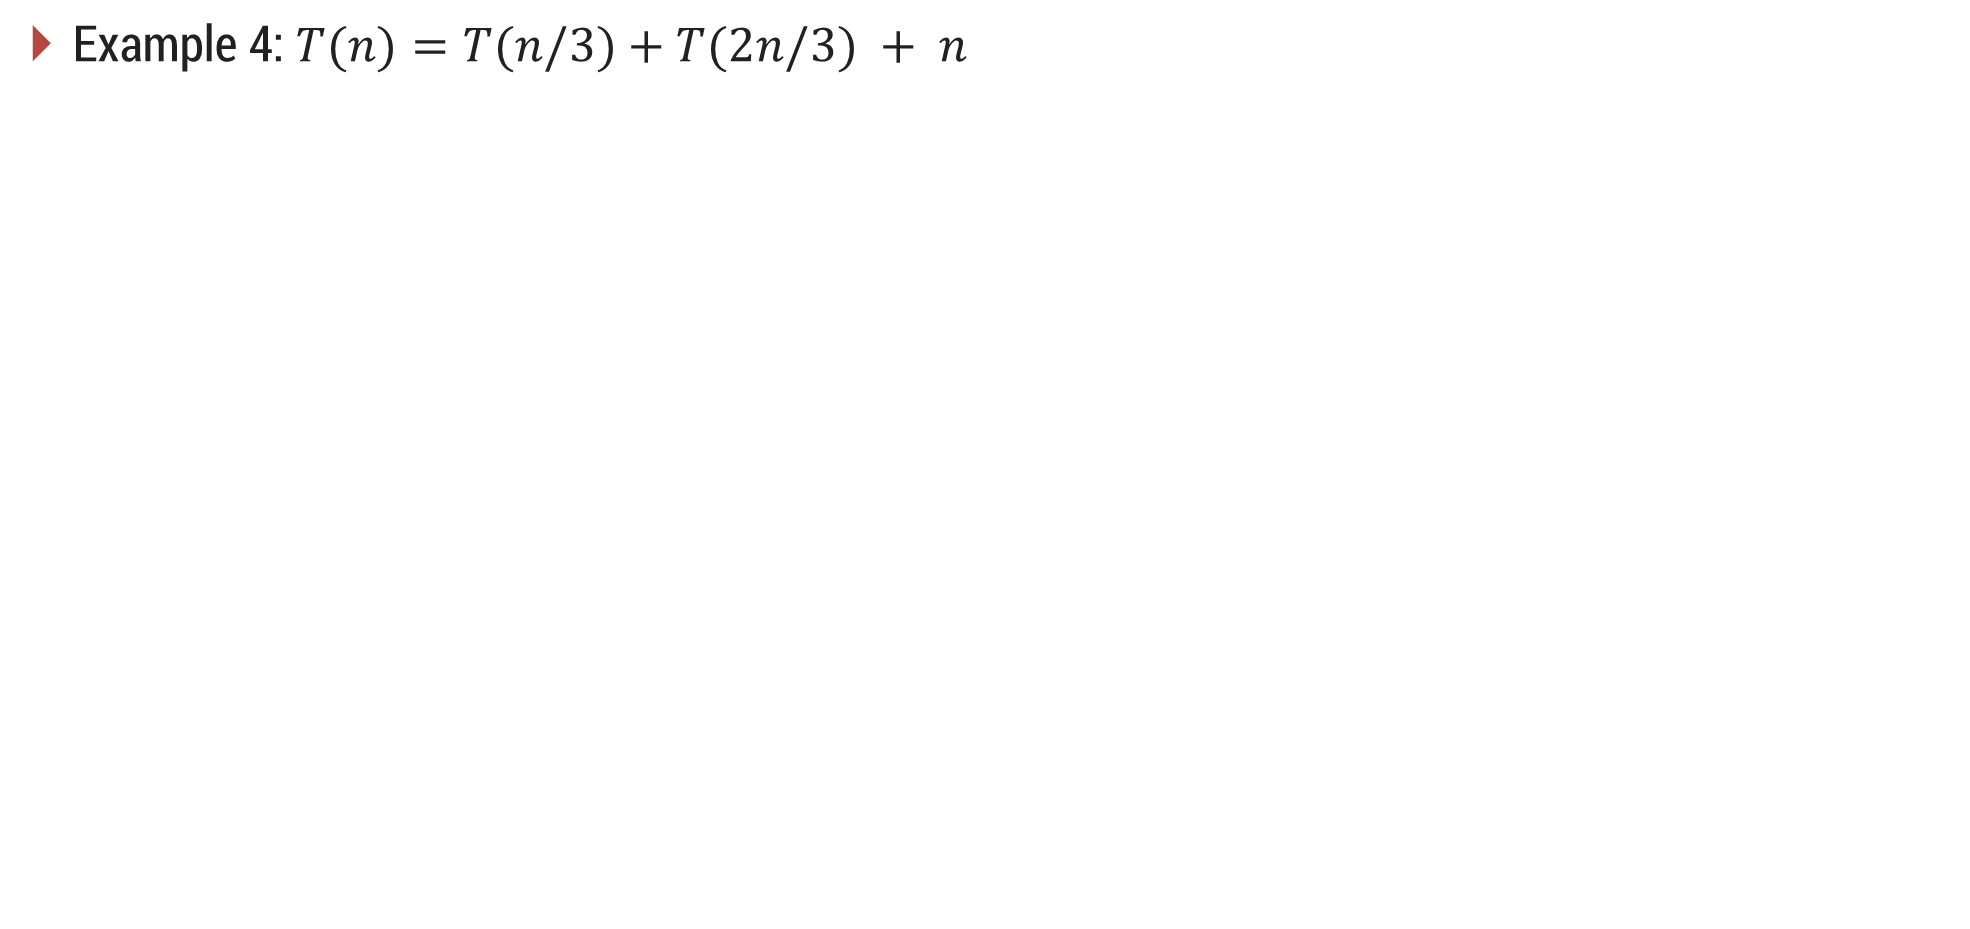 Example 4: T(n) = T(n/3) + T(2n/3) + n